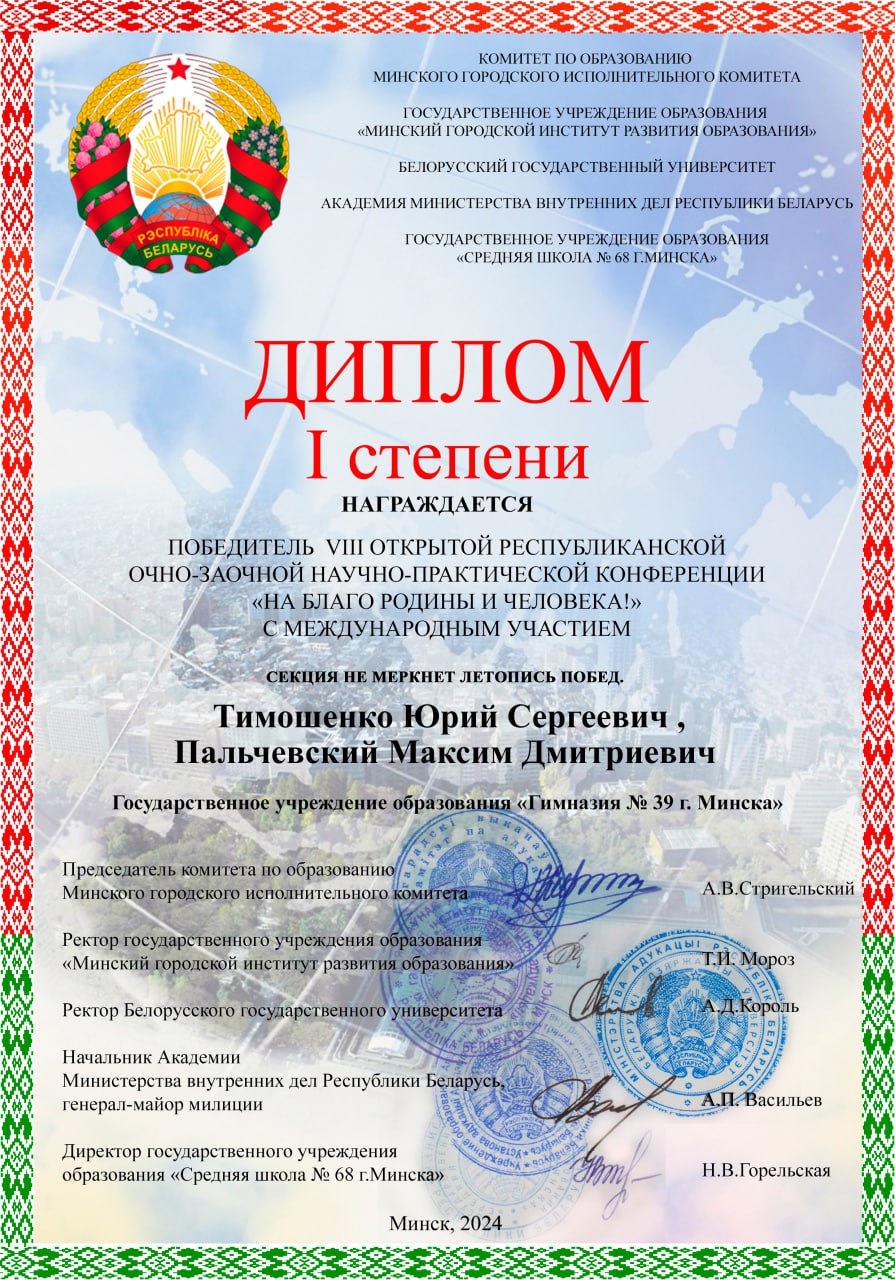 РЭСПУБЛІКА
БЕЛАРУСЬ
КОМИТЕТ ПО ОБРАЗОВАНИЮ
МИНСКОГО ГОРОДСКОГО ИСПОЛНИТЕЛЬНОГО КОМИТЕТА
ГОСУДАРСТВЕННОЕ УЧРЕЖДЕНИЕ ОБРАЗОВАНИЯ
«МИНСКИЙ ГОРОДСКОЙ ИНСТИТУТ РАЗВИТИЯ ОБРАЗОВАНИЯ»
БЕЛОРУССКИЙ ГОСУДАРСТВЕННЫЙ УНИВЕРСИТЕТ
АКАДЕМИЯ МИНИСТЕРСТВА ВНУТРЕННИХ ДЕЛ РЕСПУБЛИКИ БЕЛАРУСЬ
ГОСУДАРСТВЕННОЕ УЧРЕЖДЕНИЕ ОБРАЗОВАНИЯ
«СРЕДНЯЯ ШКОЛА № 68 Г.МИНСКА»
ДИПЛОМ
I степени
НАГРАЖДАЕТСЯ
ПОБЕДИТЕЛЬ VIII ОТКРЫТОЙ РЕСПУБЛИКАНСКОЙ
ОЧНО-ЗАОЧНОЙ НАУЧНО-ПРАКТИЧЕСКОЙ КОНФЕРЕНЦИИ
«НА БЛАГО РОДИНЫ И ЧЕЛОВЕКА!»
С МЕЖДУНАРОДНЫМ УЧАСТИЕМ
СЕКЦИЯ НЕ МЕРКНЕТ ЛЕТОПИСЬ ПОБЕД.
Тимошенко Юрий Сергеевич ,
Пальчевский Максим Дмитриевич
Государственное учреждение образования «Гимназия № 39 г. Минска»
Председатель комитета по образованию
Минского городского исполнительного комитета
А.В.Стригельский
Ректор государственного учреждения образования
«Минский городской институт развития образования»
Т.И. Мороз
Ректор Белорусского государственного университета
А.Д.Король
Начальник Академии
Министерства внутренних дел Республики Беларусь,
генерал-майор милиции
А.П. Васильев
Директор государственного учреждения
образования «Средняя школа № 68 г.Минска»
Н.В.Горельская
Минск, 2024